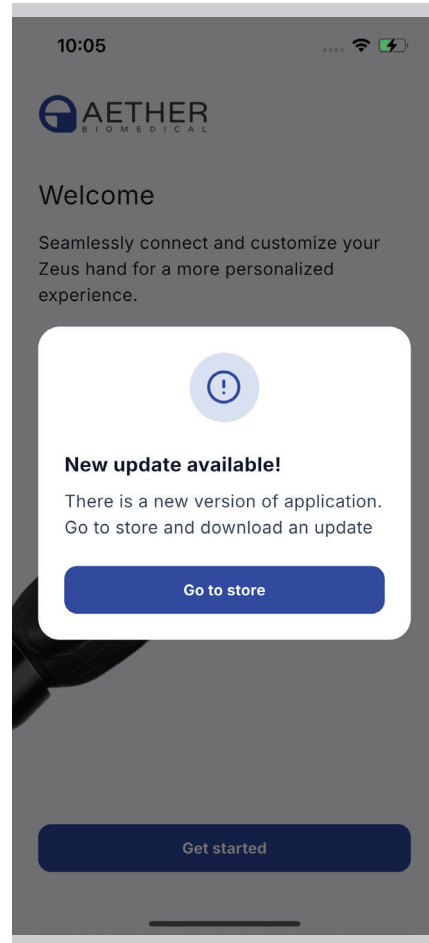 10:05
AETHER
BIOMEDICAL
Welcome
Seamlessly connect and customize your
Zeus hand for a more personalized
experience.
New update available!
There is a new version of application.
Go to store and download an update
Go to store
Get started